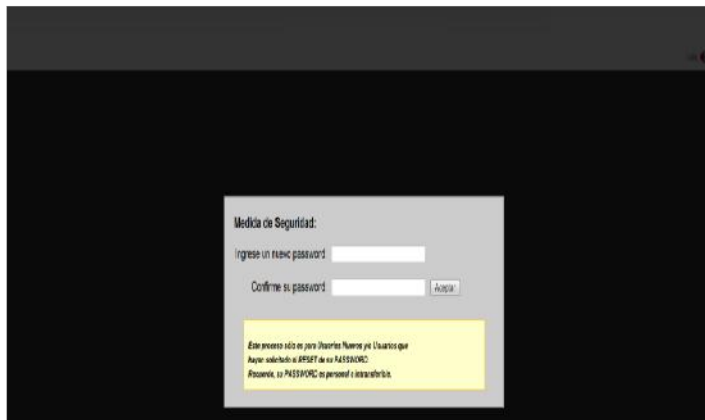 Medida de Seguridad:
Ingrese un nuevo password
Confirme su password
Aceptar
Este proceso sólo es para Usuarios Nuevos y/o Usuarios que
hayan solicitado el RESET de su PASSWORD.
Recuerde, su PASSWORD es personal e intransferible.